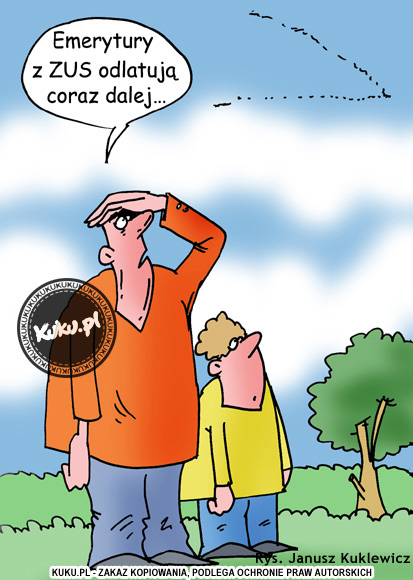 Emerytury
z ZUS odlatują
coraz dalej...
Kuku.pl
Rys. Janusz Kuklewicz
KUKU.PL - ZAKAZ KOPIOWANIA, PODLEGA OCHRONIE PRAW AUTORSKICH